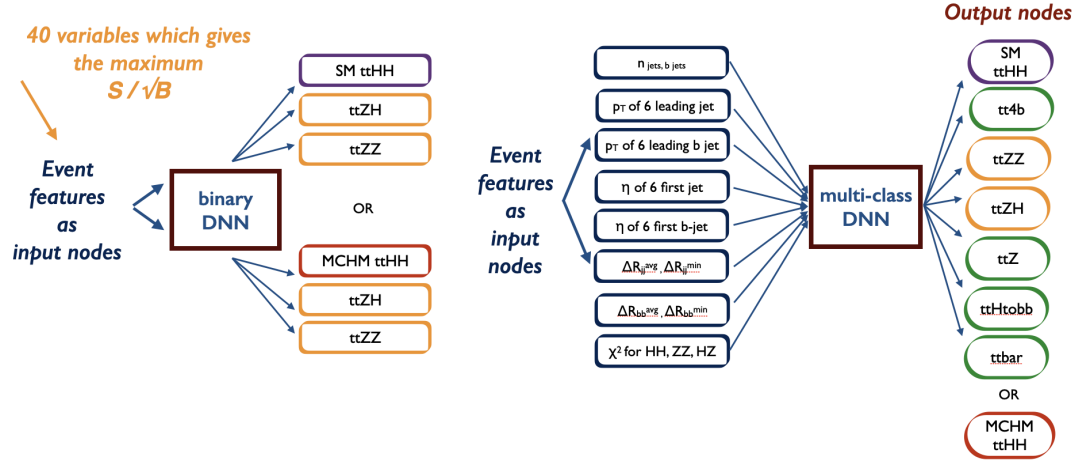 40 variables which gives
the maximum
S / √B
Event
features
as
input nodes
binary
DNN
SM ttHH
ttZH
ttZZ
OR
MCHM ttHH
ttZH
ttZZ
Event
features
as
input
nodes
n jets, b jets
pT of 6 leading jet
pT of 6 leading b jet
η of 6 first jet
η of 6 first b-jet
ΔRjjavg, ΔRjjmin
ΔRbbavg, ΔRbbmin
χ² for HH, ZZ, HZ
multi-class
DNN
Output nodes
SM
ttHH
tt4b
ttZZ
ttZH
ttZ
ttHtobb
ttbar
OR
MCHM
ttHH